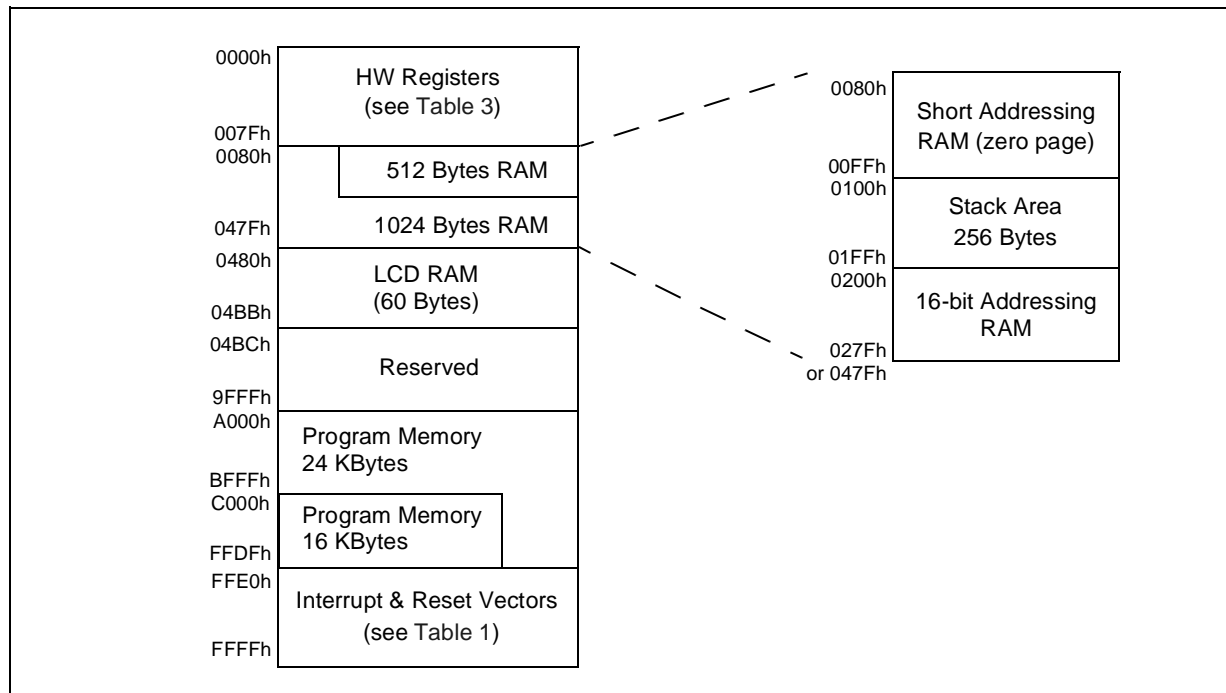 0000h
HW Registers
(see Table 3)
007Fh
0080h
512 Bytes RAM
1024 Bytes RAM
047Fh
0480h
LCD RAM
(60 Bytes)
04BBh
04BCh
Reserved
9FFFh
A000h
Program Memory
24 KBytes
BFFFh
C000h
Program Memory
16 KBytes
FFDFh
FFE0h
Interrupt & Reset Vectors
(see Table 1)
FFFFh
0080h
Short Addressing
RAM (zero page)
00FFh
0100h
Stack Area
256 Bytes
01FFh
0200h
16-bit Addressing
RAM
027Fh
or 047Fh